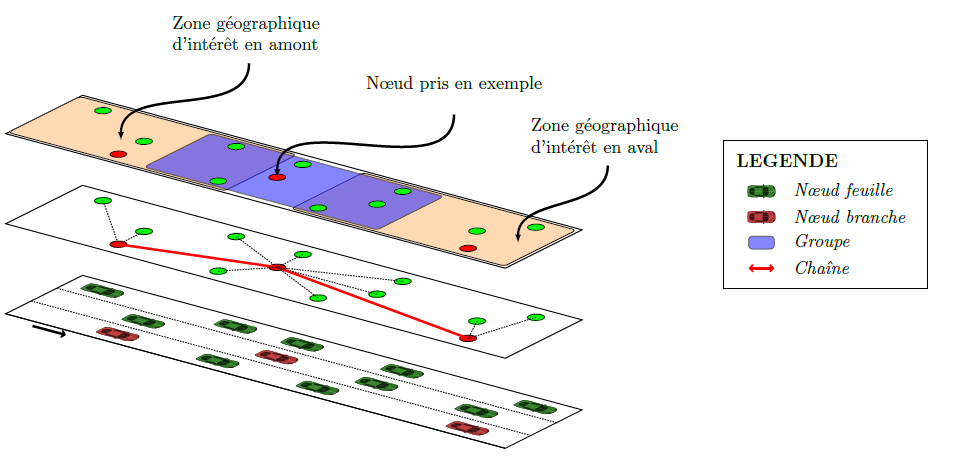 Zone géographique
d'intérêt en amont
Nœud pris en exemple
Zone géographique
d'intérêt en aval
LEGENDE
Nœud feuille
Nœud branche
Groupe
Chaîne